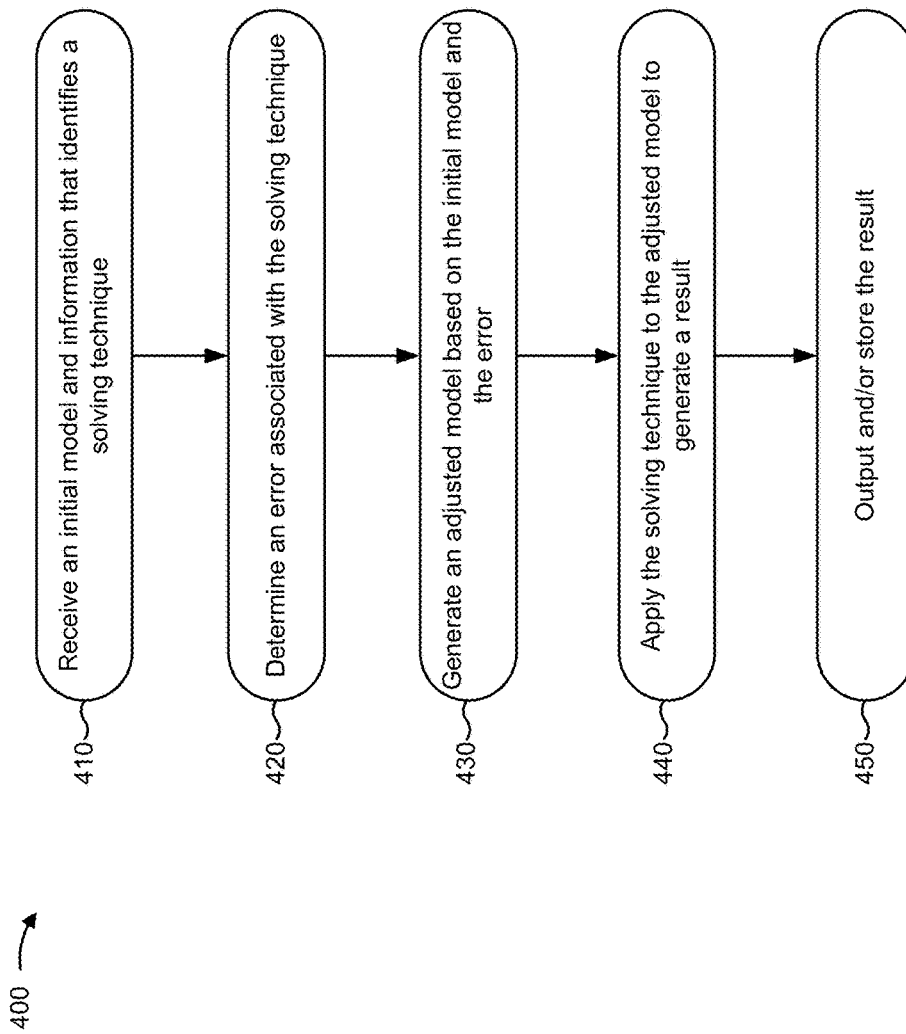 400
410
Receive an initial model and information that identifies a
solving technique
420
Determine an error associated with the solving technique
430
Generate an adjusted model based on the initial model and
the error
440
Apply the solving technique to the adjusted model to
generate a result
450
Output and/or store the result